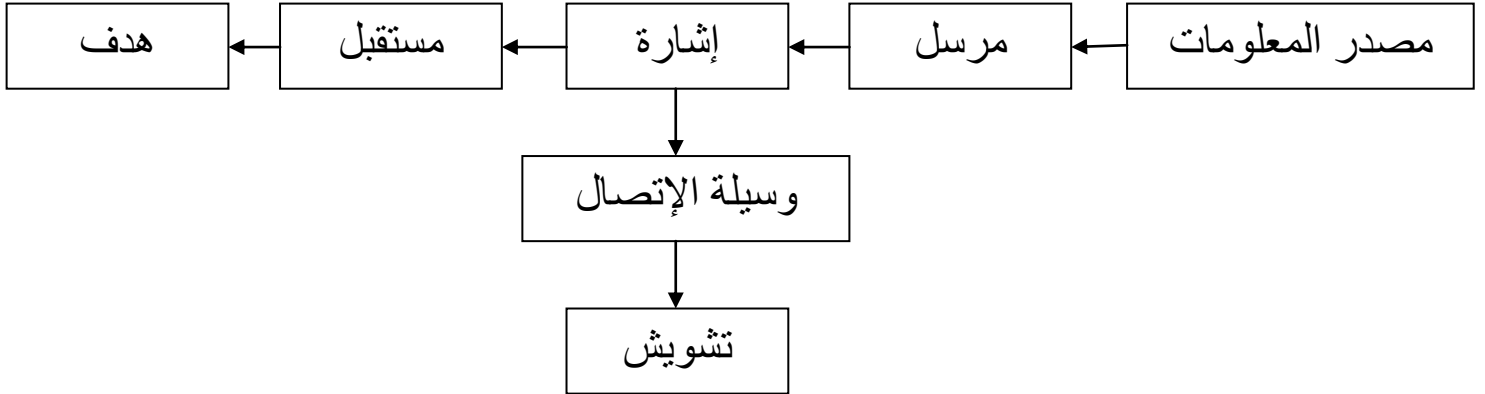 مصدر المعلومات
مرسل
إشارة
مستقبل
هدف
وسيلة الإتصال
تشويش